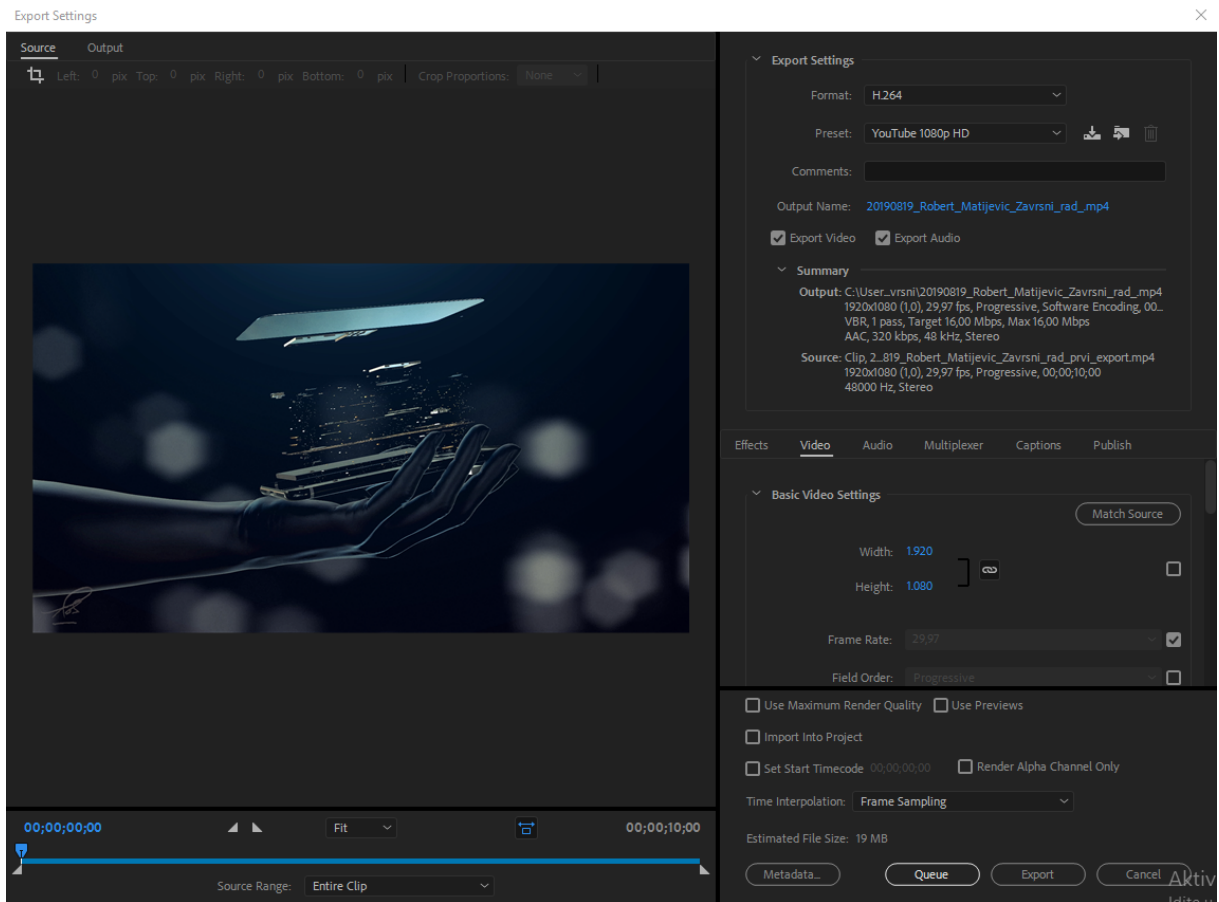 Export Settings
Source Output
Left: 0 pix Top: 0 pix Right: 0 pix Bottom: 0 pix Crop Proportions: None
00;00;00;00 Fit 00;00;10;00
Source Range: Entire Clip
Export Settings
Format: H.264
Preset: YouTube 1080p HD
Comments:
Output Name: 20190819_Robert_Matijevic_Zavrsni_rad_.mp4
Export Video Export Audio
Summary
Output: C:\User...vrsni\20190819_Robert_Matijevic_Zavrsni_rad_.mp4
1920x1080 (1,0), 29,97 fps, Progressive, Software Encoding, 00...
VBR, 1 pass, Target 16,00 Mbps, Max 16,00 Mbps
AAC, 320 kbps, 48 kHz, Stereo
Source: Clip, 2...819_Robert_Matijevic_Zavrsni_rad_prvi_export.mp4
1920x1080 (1,0), 29,97 fps, Progressive, 00;00;10;00
48000 Hz, Stereo
Effects Video Audio Multiplexer Captions Publish
Basic Video Settings
Match Source
Width: 1.920
Height: 1.080
Frame Rate: 29,97
Field Order: Progressive
Use Maximum Render Quality Use Previews
Import Into Project
Set Start Timecode 00;00;00;00 Render Alpha Channel Only
Time Interpolation: Frame Sampling
Estimated File Size: 19 MB
Metadata... Queue Export Cancel
Aktiv